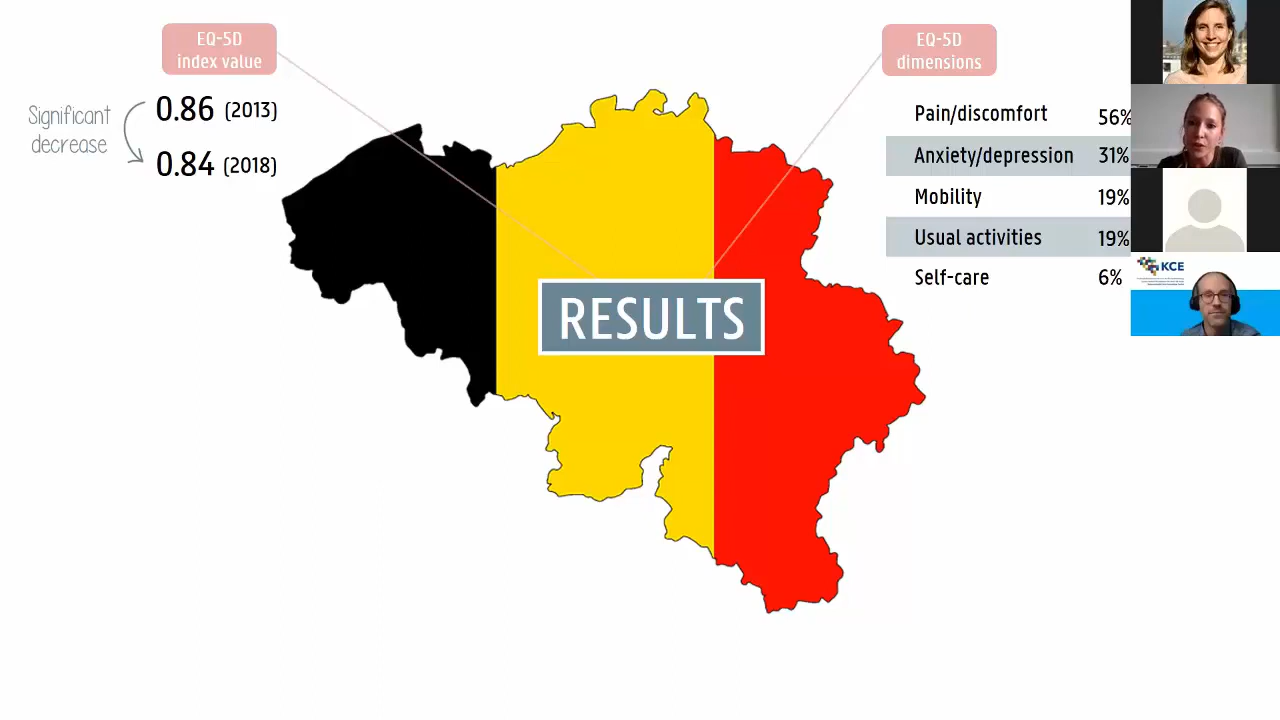 EQ-5D
index value
Significant
decrease
0.86 (2013)
0.84 (2018)
RESULTS
EQ-5D
dimensions
Pain/discomfort 56%
Anxiety/depression 31%
Mobility 19%
Usual activities 19%
Self-care 6%
KCE